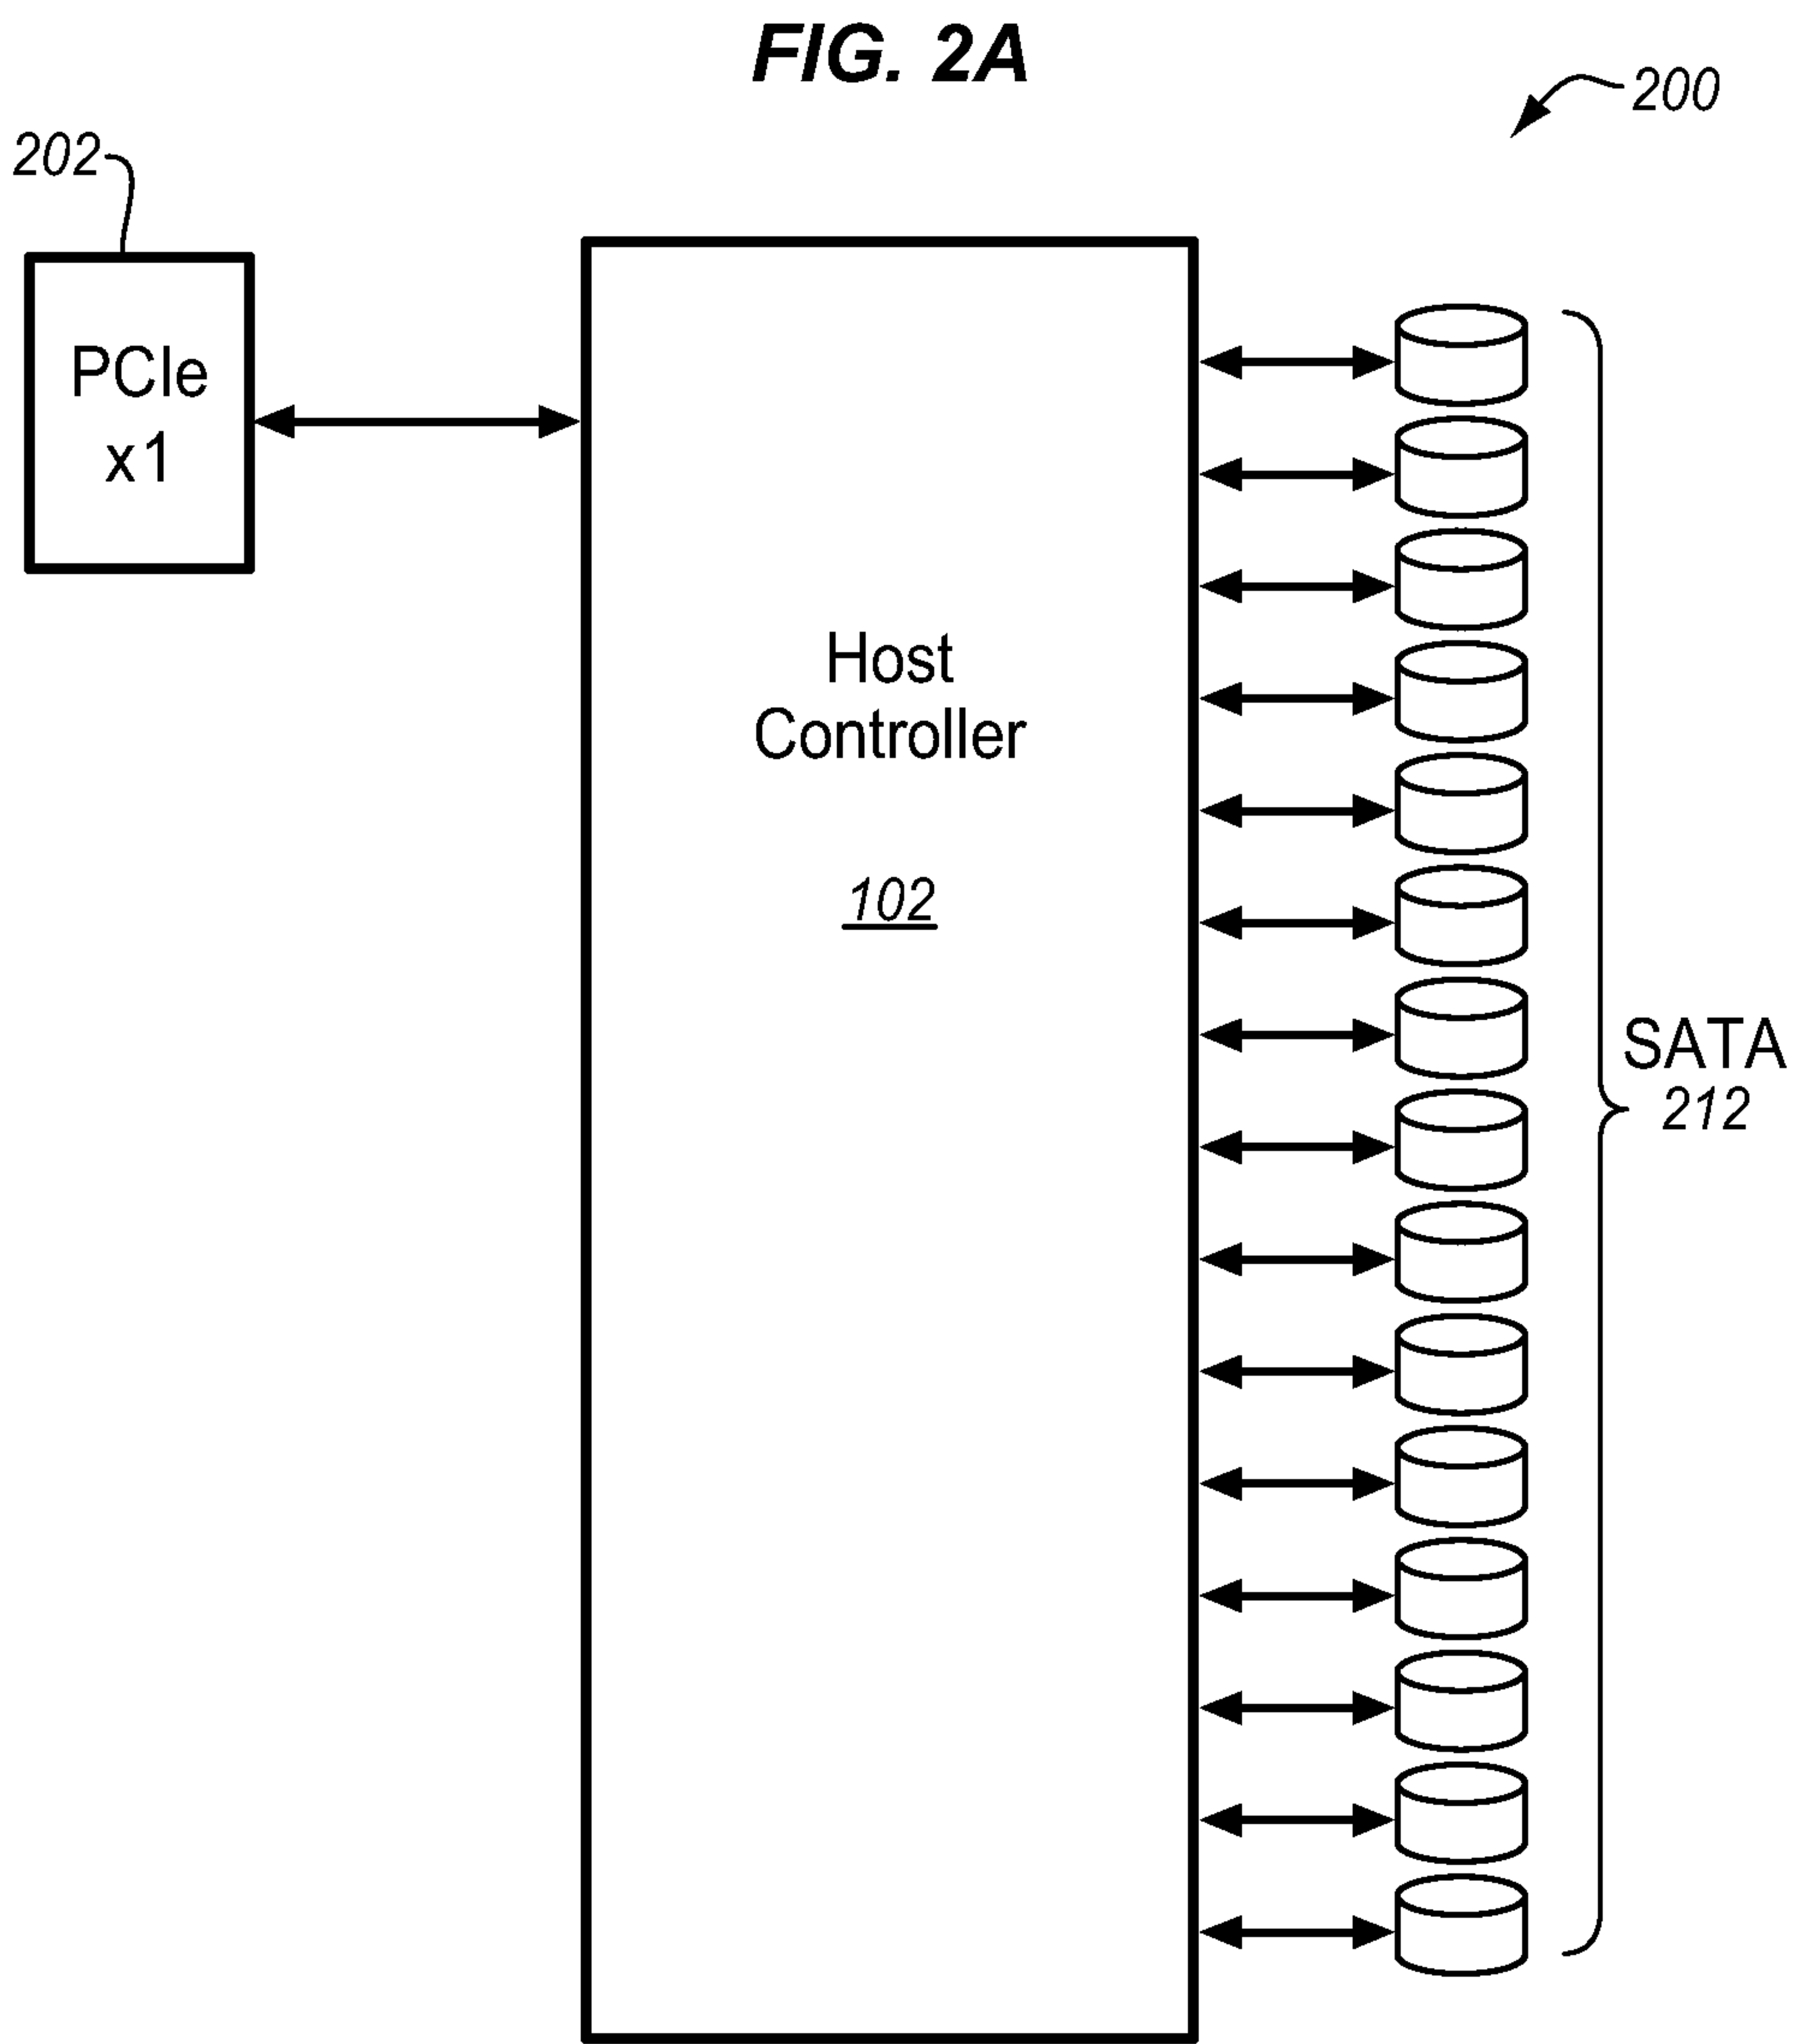 FIG. 2A
200
202
PCIe
x1
Host
Controller
102
SATA
212